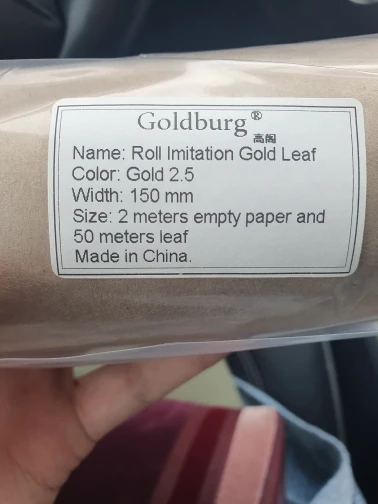 Goldburg®
高阁
Name: Roll Imitation Gold Leaf
Color: Gold 2.5
Width: 150 mm
Size: 2 meters empty paper and
50 meters leaf
Made in China.